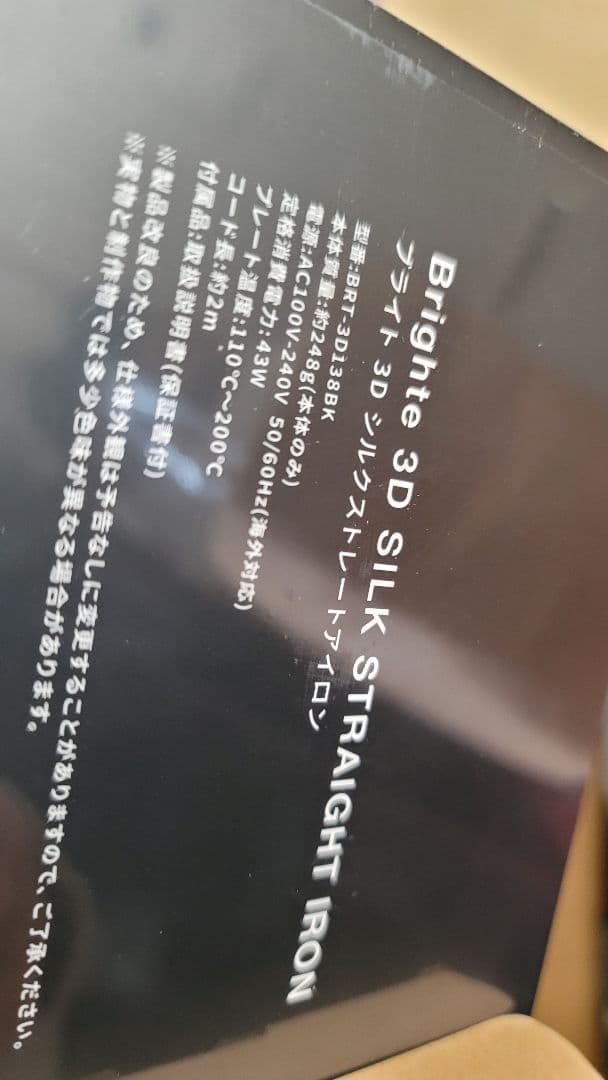 Brighte 3D SILK STRAIGHT IRON
ブライト 3D シルクストレートアイロン
型番:BRT-3D138BK
本体質量:約248g(本体のみ)
電源:AC100V-240V 50/60Hz(海外対応)
定格消費電力:43W
プレート温度:110℃~200℃
コード長:約2m
付属品:取扱説明書(保証書付)
※製品改良のため、仕様外観は予告なしに変更することがありますので、ご了承ください。
※実物と制作物では多少色味が異なる場合があります。